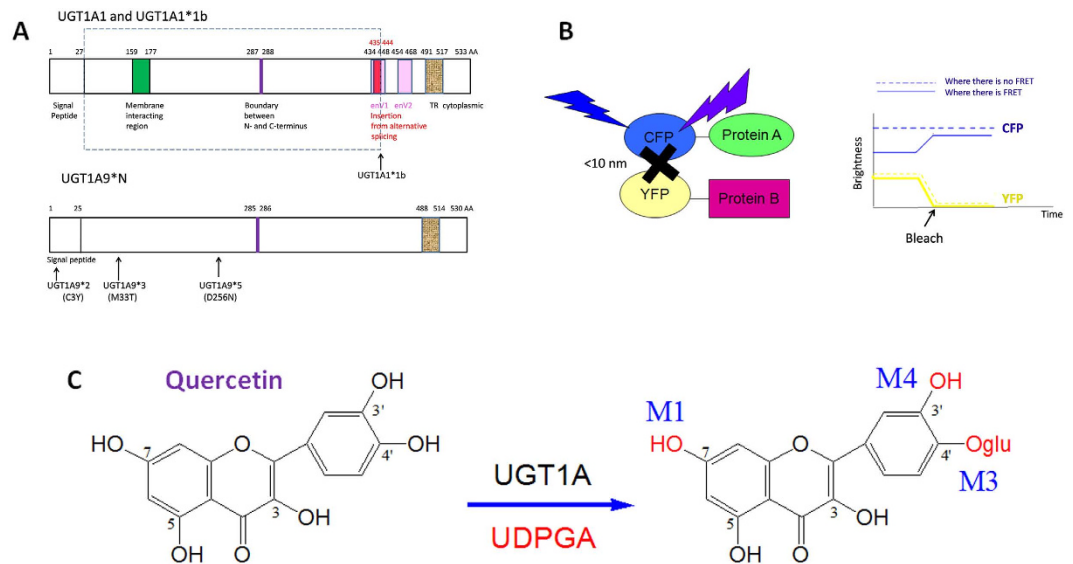 A
UGT1A1 and UGT1A1*1b
435 444
1 27 159 177 287 288 434 448 454 468 491 517 533 AA
Signal Peptide
Membrane interacting region
Boundary between N- and C-terminus
enV1 enV2
Insertion from alternative splicing
TR cytoplasmic
UGT1A1*1b
UGT1A9*N
1 25 285 286 488 514 530 AA
Signal peptide
UGT1A9*2 (C3Y)
UGT1A9*3 (M33T)
UGT1A9*5 (D256N)
B
CFP
Protein A
<10 nm
YFP
Protein B
Where there is no FRET
Where there is FRET
CFP
Brightness
YFP
Time
Bleach
C
Quercetin
OH
3'
HO
7
O
4'
OH
5
3
OH
OH
O
UGT1A
UDPGA
M4
OH
M1
3'
HO
7
O
4'
Oglu
M3
5
3
OH
OH
O